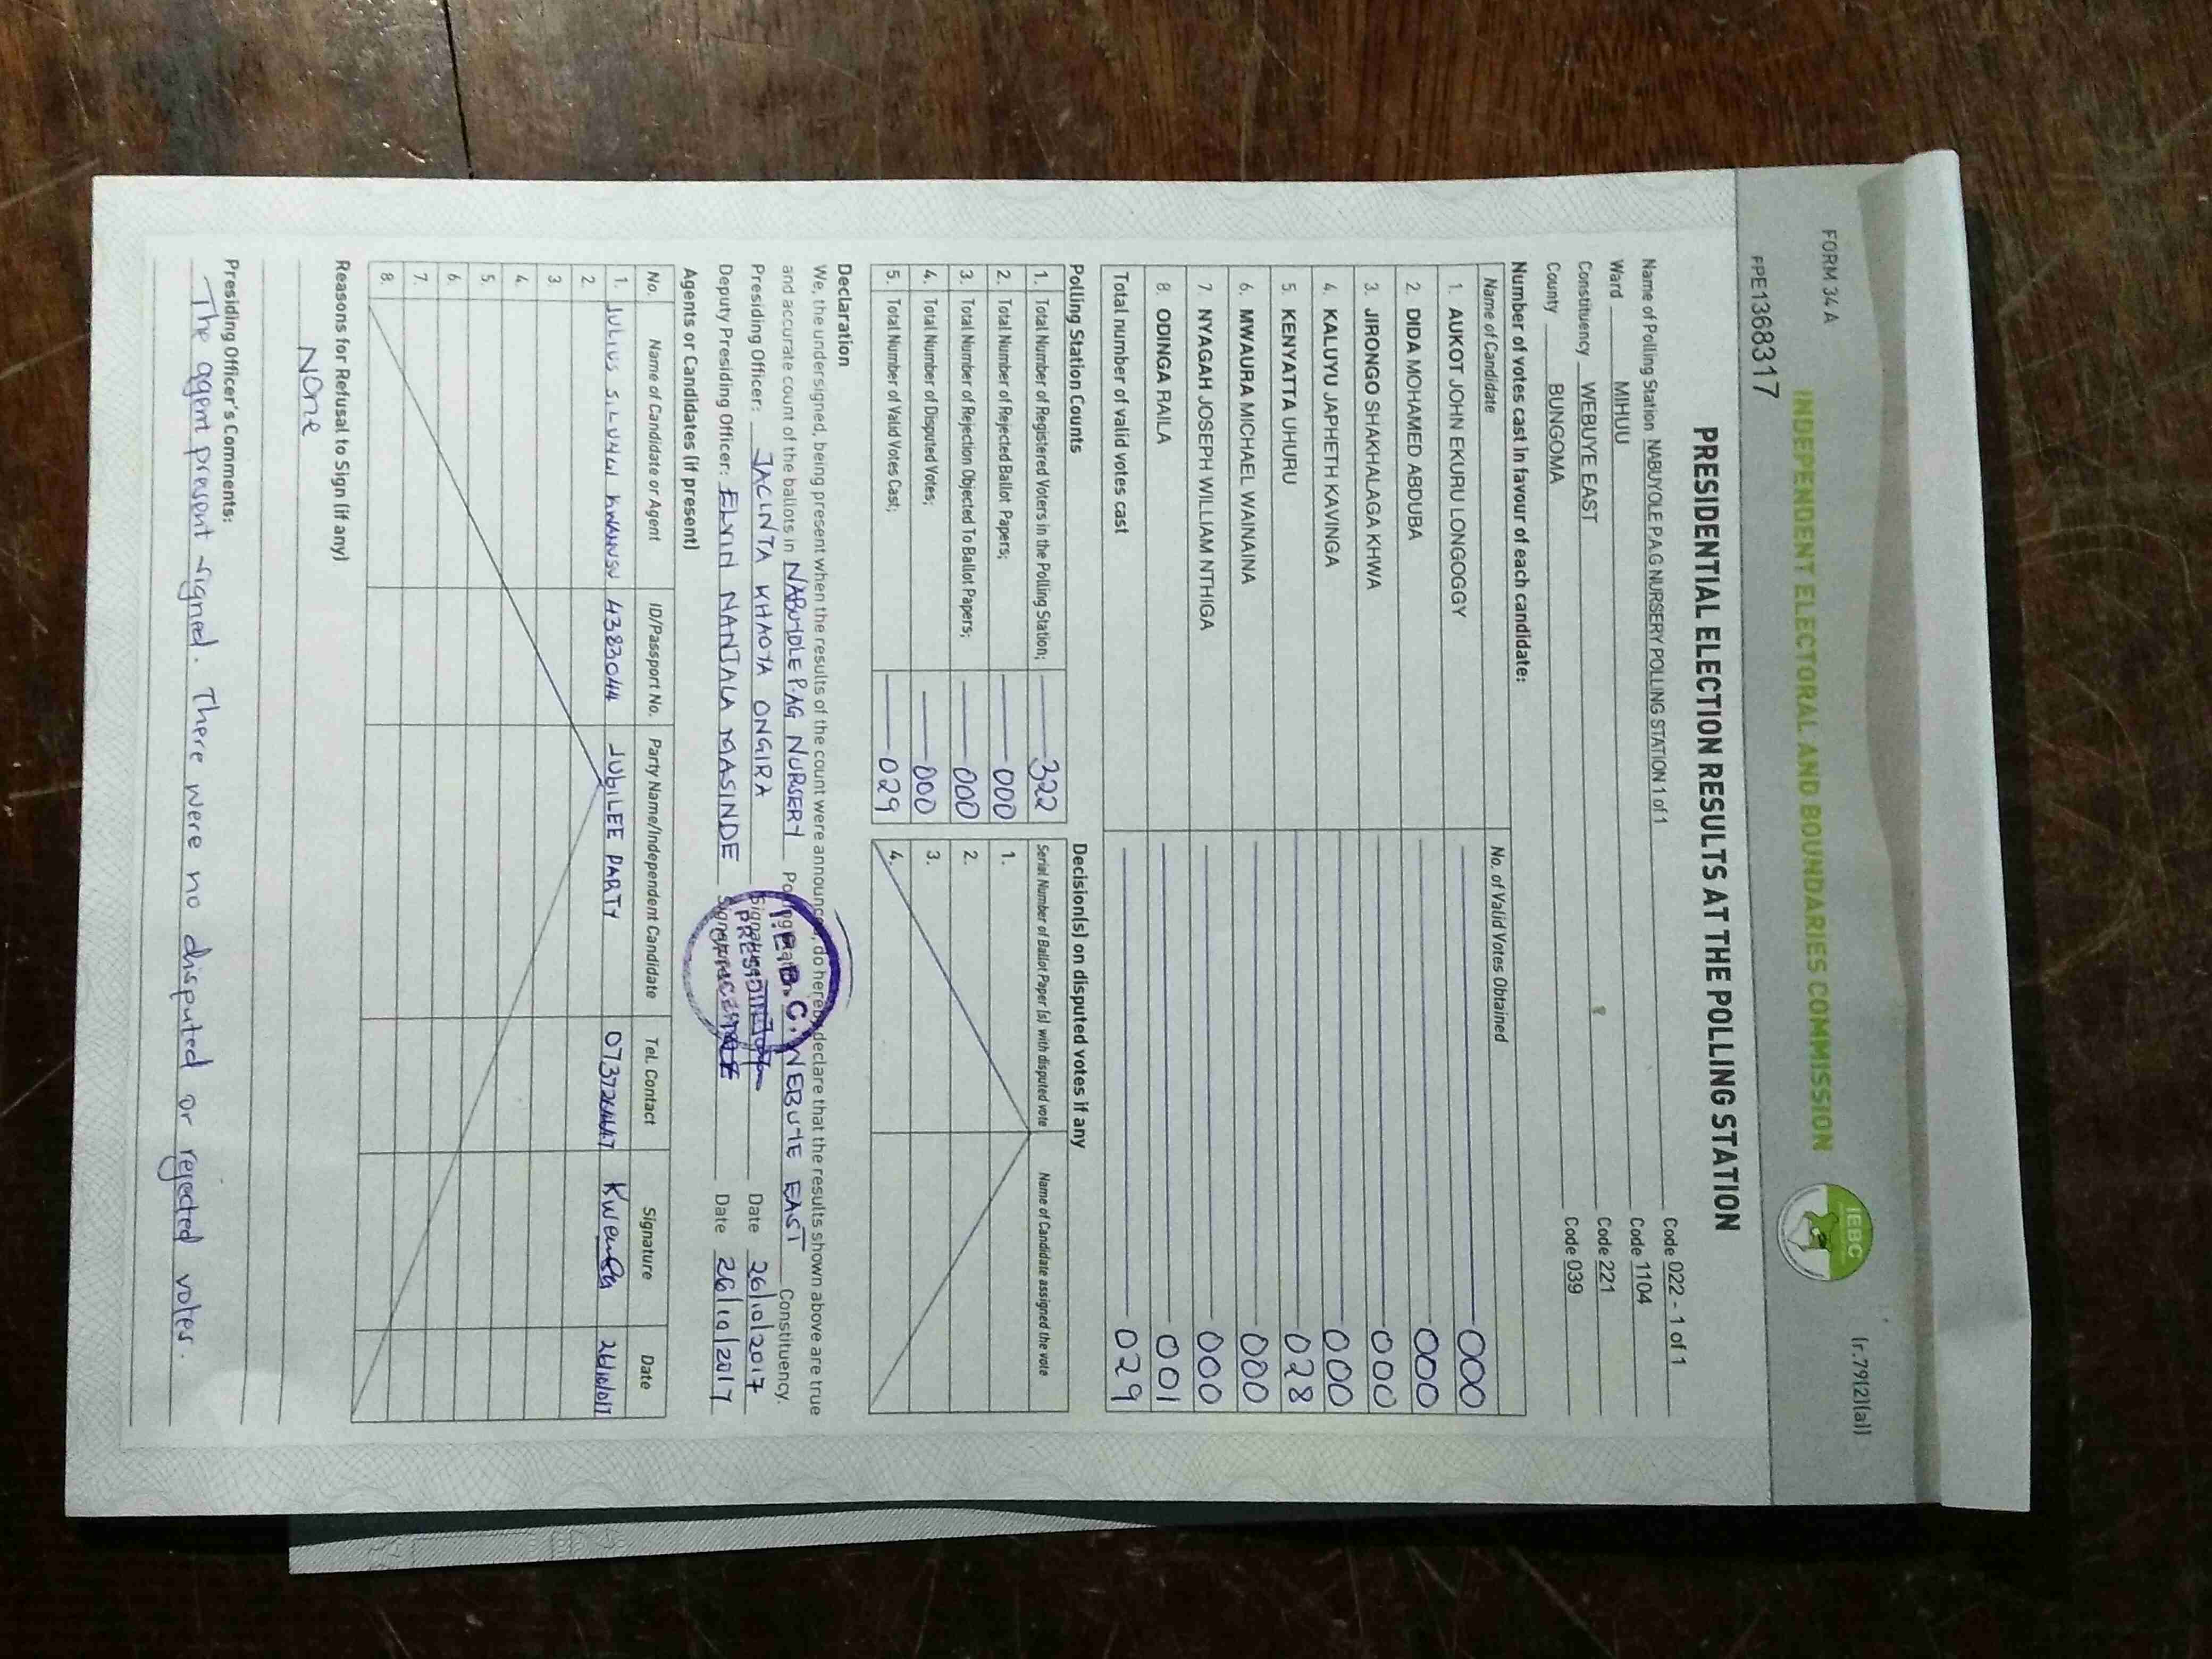 FORM 34 A
(r.79(2)(a))
INDEPENDENT ELECTORAL AND BOUNDARIES COMMISSION
IEBC
FPE1368317
PRESIDENTIAL ELECTION RESULTS AT THE POLLING STATION
Name of Polling Station NABUYOLE P.A.G NURSERY POLLING STATION 1 of 1 Code 022 - 1 of 1
Ward MIHUU Code 1104
Constituency WEBUYE EAST Code 221
County BUNGOMA Code 039
Number of votes cast in favour of each candidate:
Name of Candidate No. of Valid Votes Obtained
1. AUKOT JOHN EKURU LONGOGGY 000
2. DIDA MOHAMED ABDUBA 000
3. JIRONGO SHAKHALAGA KHWA 000
4. KALUYU JAPHETH KAVINGA 000
5. KENYATTA UHURU 028
6. MWAURA MICHAEL WAINAINA 000
7. NYAGAH JOSEPH WILLIAM NTHIGA 000
8. ODINGA RAILA 001
Total number of valid votes cast 029
Polling Station Counts
1. Total Number of Registered Voters in the Polling Station; 322
2. Total Number of Rejected Ballot Papers; 000
3. Total Number of Rejection Objected To Ballot Papers; 000
4. Total Number of Disputed Votes; 000
5. Total Number of Valid Votes Cast; 029
Decision(s) on disputed votes if any
Serial Number of Ballot Paper (s) with disputed vote Name of Candidate assigned the vote
1.
2.
3.
4.
Declaration
We, the undersigned, being present when the results of the count were announced, do hereby declare that the results shown above are true
and accurate count of the ballots in NABUYOLE P.AG NURSERY Polling Station WEBUYE EAST Constituency.
Presiding Officer: JACINTA KHAOYA ONGIRA Signature Date 26/10/2017
Deputy Presiding Officer: ELVIN NANJALA MASINDE Signature Date 26/10/2017
I.E.B.C.
Agents or Candidates (if present)
No. Name of Candidate or Agent ID/Passport No. Party Name/Independent Candidate Tel. Contact Signature Date
1. JULIUS 43883044 JUBILEE PARTY
2.
3.
4.
5.
6.
7.
8.
Reasons for Refusal to Sign (if any)
None
Presiding Officer's Comments:
The agent present signed. There were no disputed or rejected votes.